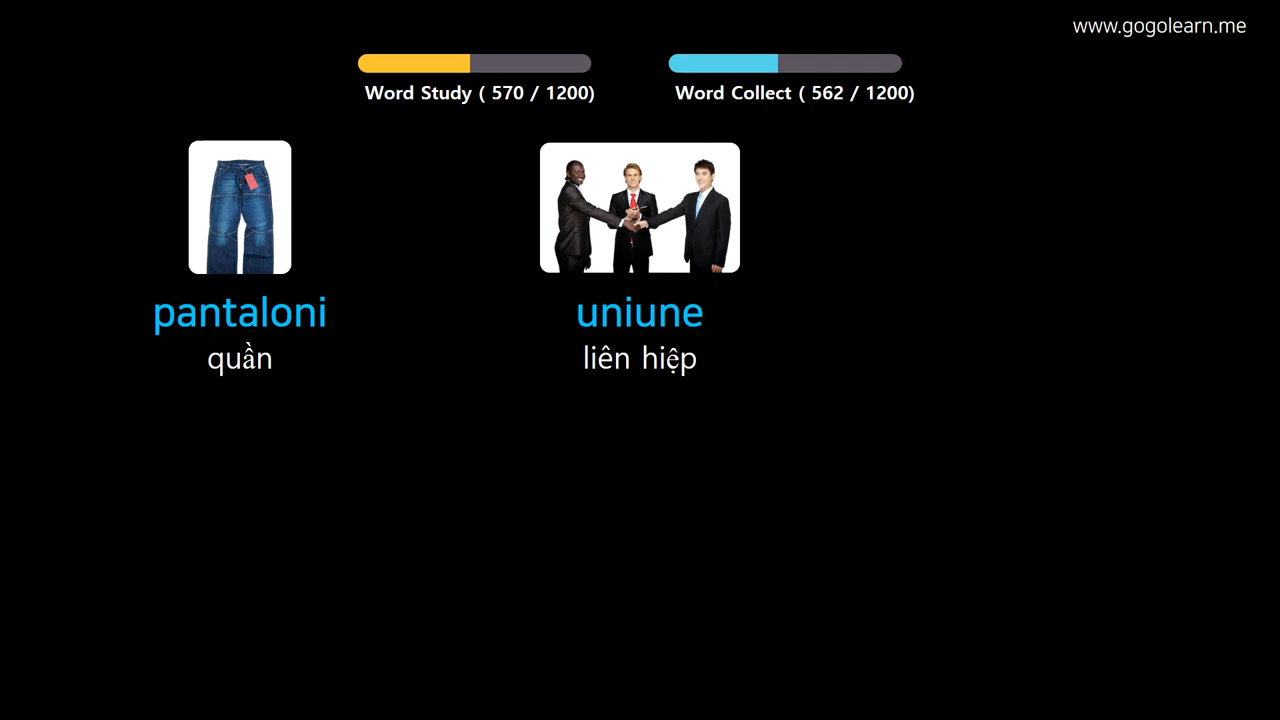 www.gogolearn.me
Word Study ( 570 / 1200)
Word Collect ( 562 / 1200)
pantaloni
quần
uniune
liên hiệp